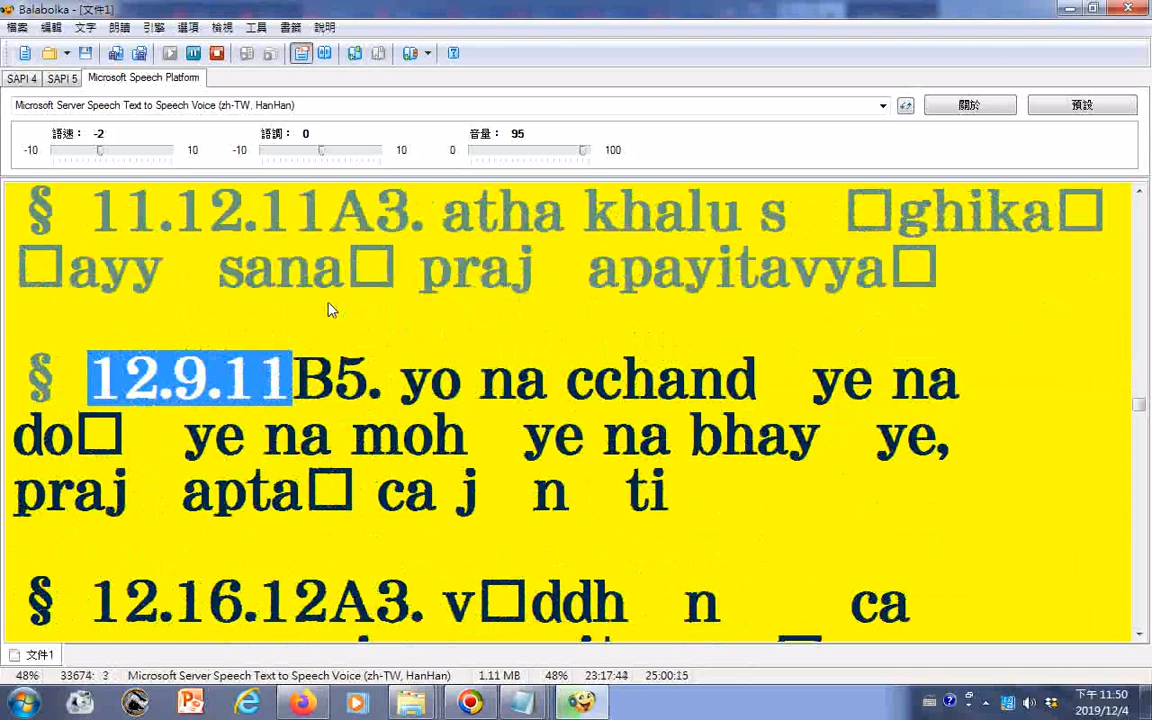 Balabolka - [文件1]
檔案 編輯 文字 朗讀 引擎 選項 檢視 工具 書籤 說明
SAPI 4 SAPI 5 Microsoft Speech Platform
Microsoft Server Speech Text to Speech Voice (zh-TW, HanHan) 關於 預設
語速： -2 語調： 0 音量： 95
-10 10 -10 10 0 100
§ 11.12.11A3. atha khalu s □ghika□
□ayy sana□ praj apayitavya□
§ 12.9.11B5. yo na cchand ye na
do□ ye na moh ye na bhay ye,
praj apta□ ca j n ti
§ 12.16.12A3. v□ddh n ca
文件1
48% 33674: 3 Microsoft Server Speech Text to Speech Voice (zh-TW, HanHan) 1.11 MB 48% 23:17:44 25:00:15
下午 11:50
2019/12/4